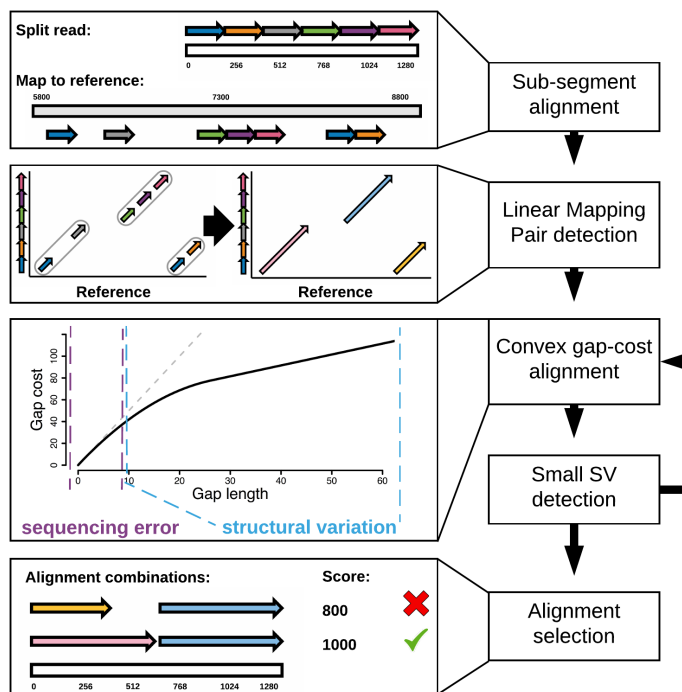 Split read:
0 256 512 768 1024 1280
Map to reference:
5800 7300 8800
Sub-segment
alignment
Reference
Reference
Linear Mapping
Pair detection
Gap cost
0 20 40 60 80 100
0 10 20 30 40 50 60
Gap length
sequencing error
structural variation
Convex gap-cost
alignment
Small SV
detection
Alignment combinations:
Score:
800
1000
0 256 512 768 1024 1280
Alignment
selection